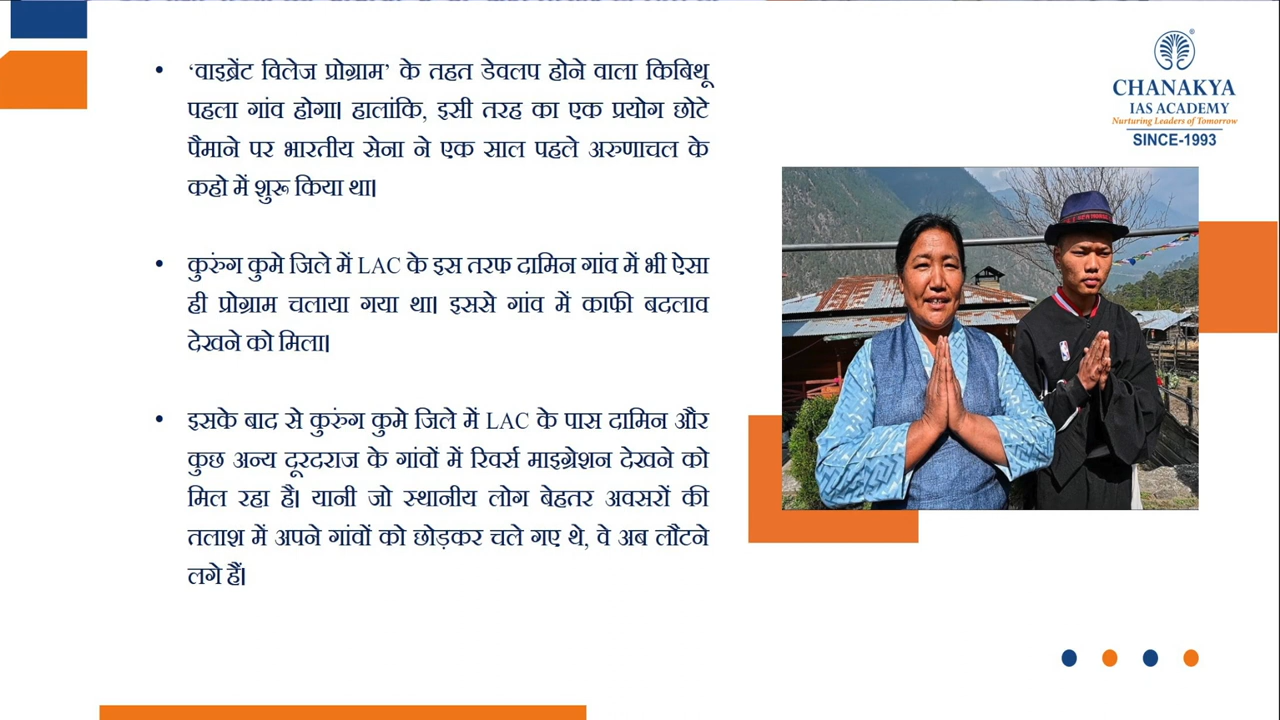 • ‘वाइब्रेंट विलेज प्रोग्राम’ के तहत डेवलप होने वाला किबिथू
पहला गांव होगा। हालांकि, इसी तरह का एक प्रयोग छोटे
पैमाने पर भारतीय सेना ने एक साल पहले अरुणाचल के
कहो में शुरू किया था।
• कुरुंग कुमे जिले में LAC के इस तरफ दामिन गांव में भी ऐसा
ही प्रोग्राम चलाया गया था। इससे गांव में काफी बदलाव
देखने को मिला।
• इसके बाद से कुरुंग कुमे जिले में LAC के पास दामिन और
कुछ अन्य दूरदराज के गांवों में रिवर्स माइग्रेशन देखने को
मिल रहा है। यानी जो स्थानीय लोग बेहतर अवसरों की
तलाश में अपने गांवों को छोड़कर चले गए थे, वे अब लौटने
लगे हैं।
®
CHANAKYA
IAS ACADEMY
Nurturing Leaders of Tomorrow
SINCE-1993